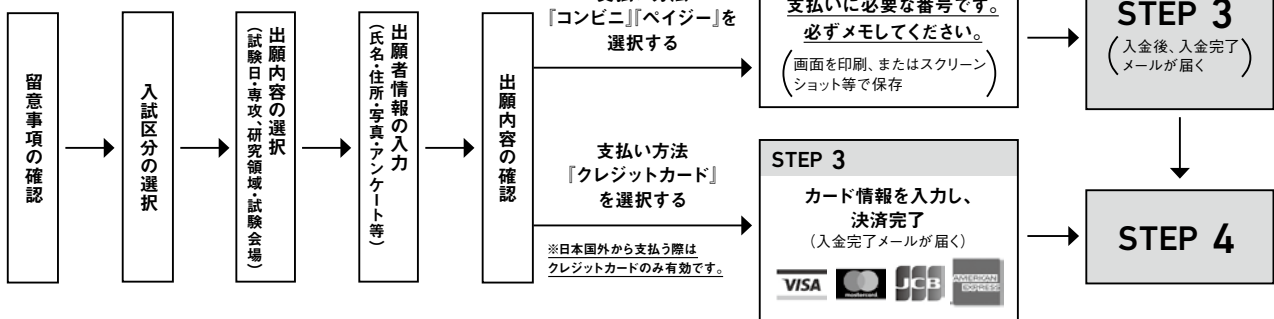 留意事項の確認
入試区分の選択
出願内容の選択
（試験日・専攻、研究領域・試験会場）
出願者情報の入力
（氏名・住所・写真・アンケート等）
出願内容の確認
『コンビニ』『ペイジー』を
選択する
支払いに必要な番号です。
必ずメモしてください。
（画面を印刷、またはスクリーン
ショット等で保存）
STEP 3
（入金後、入金完了
メールが届く）
支払い方法
『クレジットカード』
を選択する
※日本国外から支払う際は
クレジットカードのみ有効です。
STEP 3
カード情報を入力し、
決済完了
（入金完了メールが届く）
VISA
mastercard
JCB
AMERICAN
EXPRESS
STEP 4